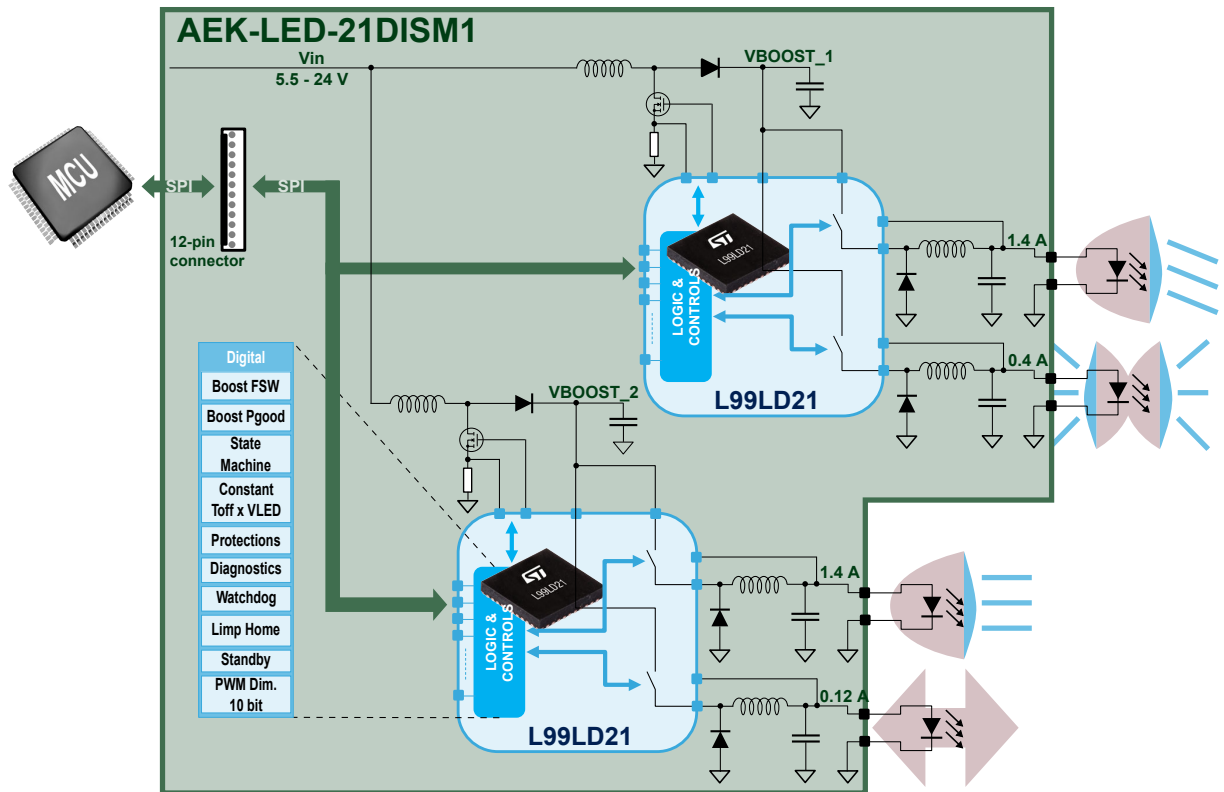 AEK-LED-21DISM1
Vin
5.5 - 24 V
VBOOST_1
MCU
SPI
SPI
12-pin
connector
ST
L99LD21
LOGIC &
CONTROLS
L99LD21
1.4 A
0.4 A
Digital
Boost FSW
Boost Pgood
State
Machine
Constant
Toff x VLED
Protections
Diagnostics
Watchdog
Limp Home
Standby
PWM Dim.
10 bit
VBOOST_2
ST
L99LD21
LOGIC &
CONTROLS
L99LD21
1.4 A
0.12 A